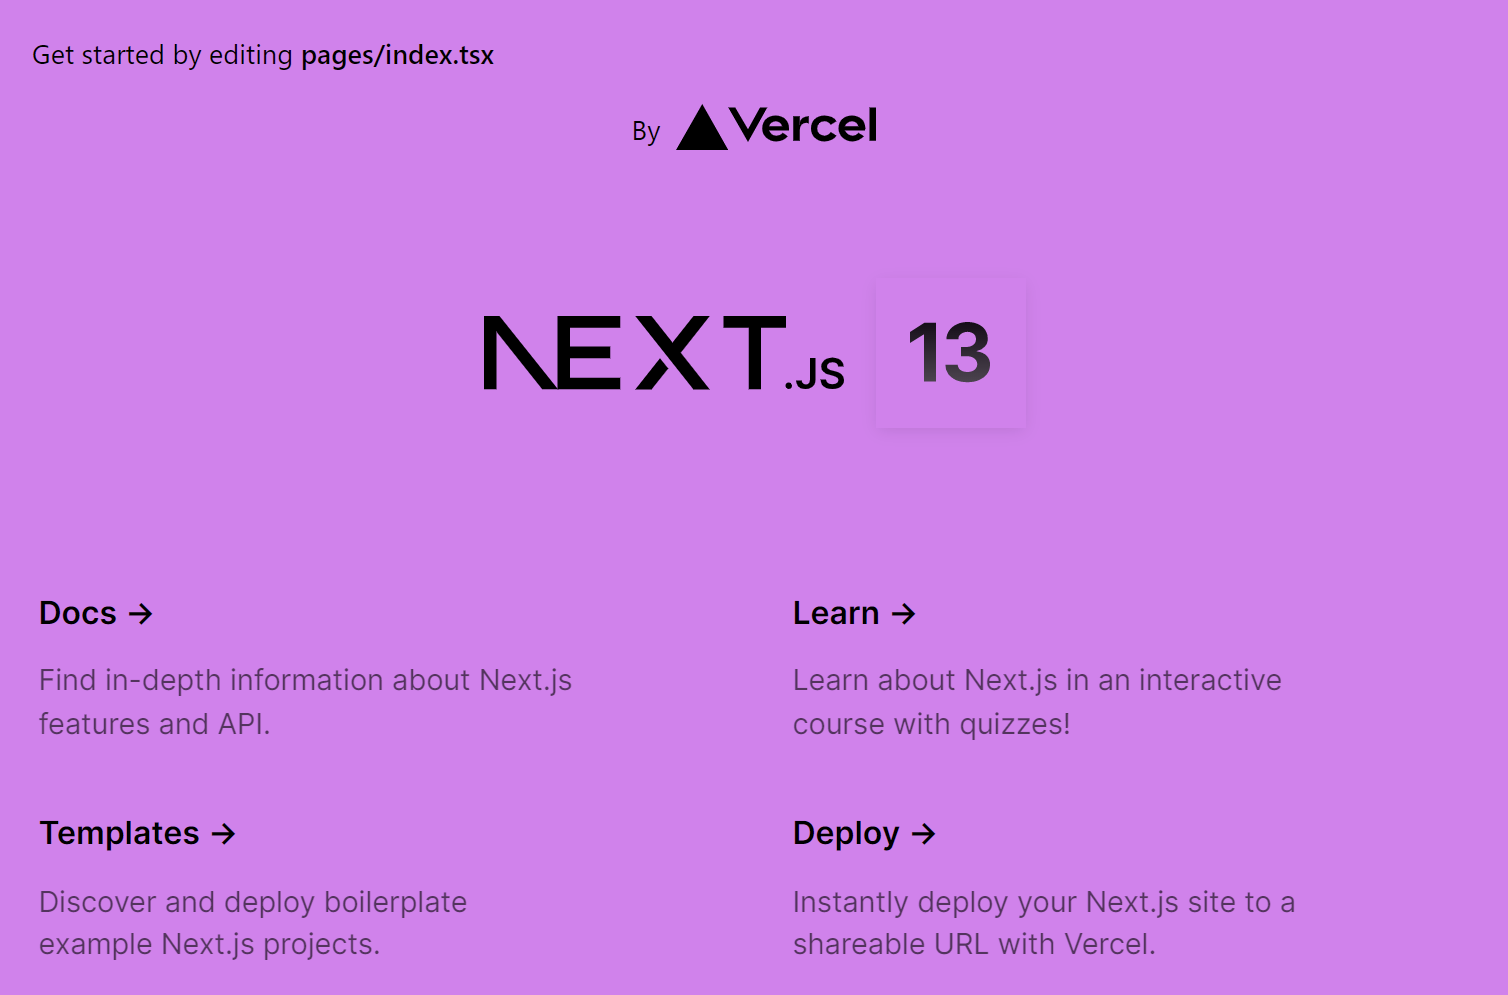 Get started by editing pages/index.tsx
By Vercel
NEXT.JS 13
Docs →
Find in-depth information about Next.js
features and API.
Learn →
Learn about Next.js in an interactive
course with quizzes!
Templates →
Discover and deploy boilerplate
example Next.js projects.
Deploy →
Instantly deploy your Next.js site to a
shareable URL with Vercel.